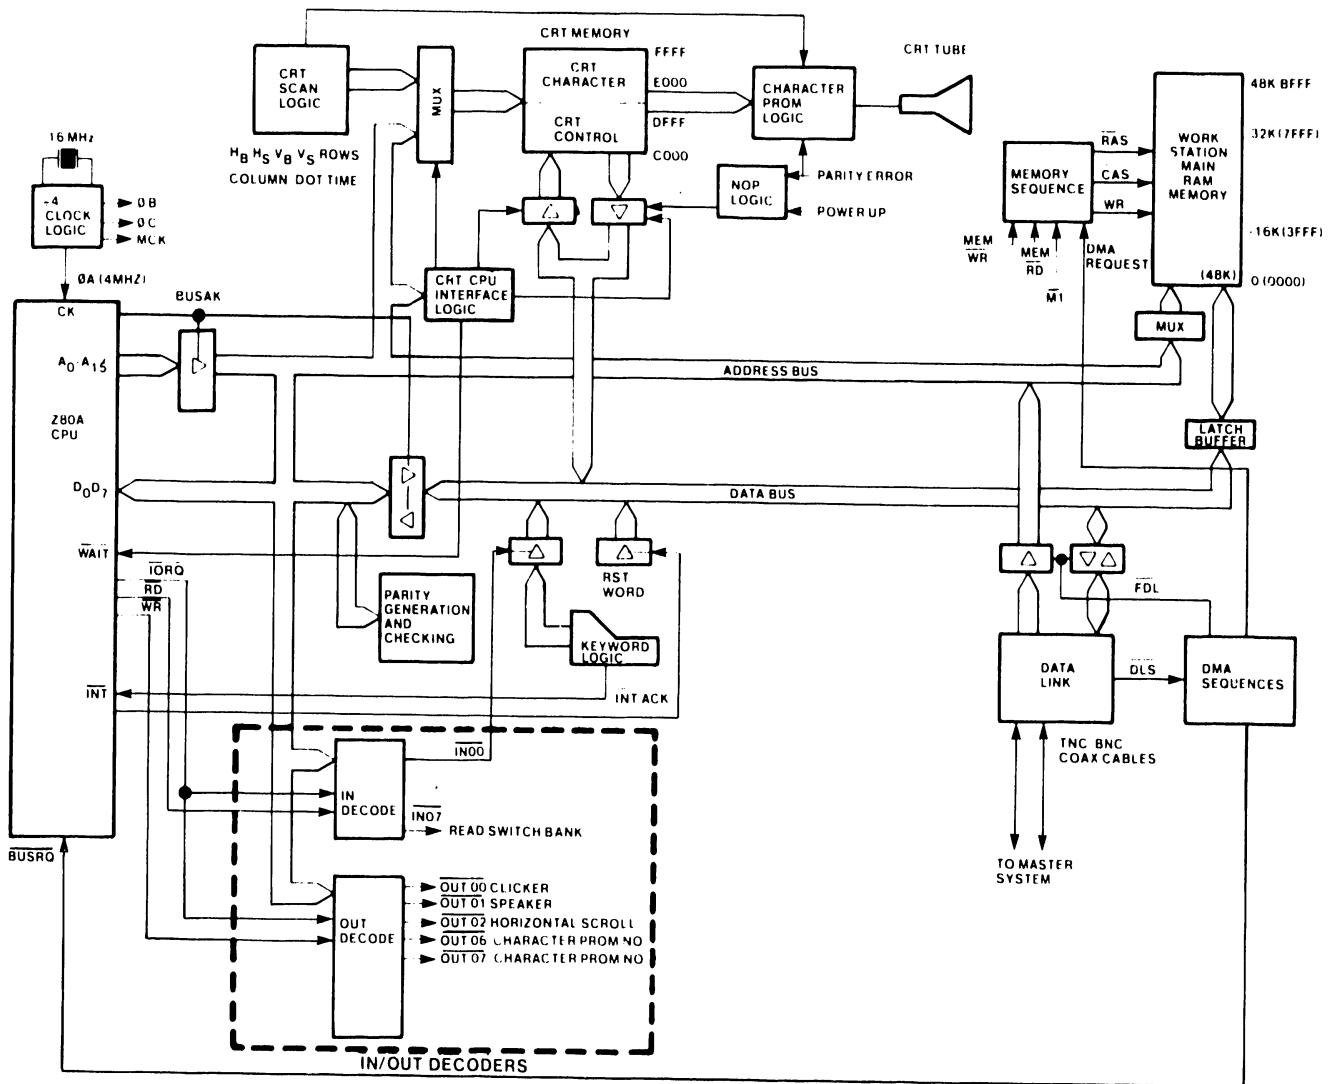 CRT MEMORY
CRT
SCAN
LOGIC
MUX
CRT
CHARACTER
CRT
CONTROL
FFFF
E000
DFFF
C000
CHARACTER
PROM
LOGIC
CRT TUBE
48K BFFF
32K (7FFF)
-16K (3FFF)
0 (0000)
WORK
STATION
MAIN
RAM
MEMORY
(48K)
MEMORY
SEQUENCE
RAS
CAS
WR
MEM
WR
MEM
RD
M1
DMA
REQUEST
16 MHz
÷4
CLOCK
LOGIC
ØB
ØC
MCK
H_B H_S V_B V_S ROWS
COLUMN DOT TIME
NOP
LOGIC
PARITY ERROR
POWER UP
ØA (4MHZ)
BUSAK
CRT CPU
INTERFACE
LOGIC
MUX
CK
A0-A15
Z80A
CPU
ADDRESS BUS
LATCH
BUFFER
D0D7
DATA BUS
WAIT
IORQ
RD
WR
PARITY
GENERATION
AND
CHECKING
RST
WORD
KEYWORD
LOGIC
FDL
DATA
LINK
DLS
DMA
SEQUENCES
INT
INT ACK
TNC BNC
COAX CABLES
IN00
IN
DECODE
IN07
READ SWITCH BANK
BUSRQ
TO MASTER
SYSTEM
OUT
DECODE
OUT 00 CLICKER
OUT 01 SPEAKER
OUT 02 HORIZONTAL SCROLL
OUT 06 CHARACTER PROM NO
OUT 07 CHARACTER PROM NO
IN/OUT DECODERS